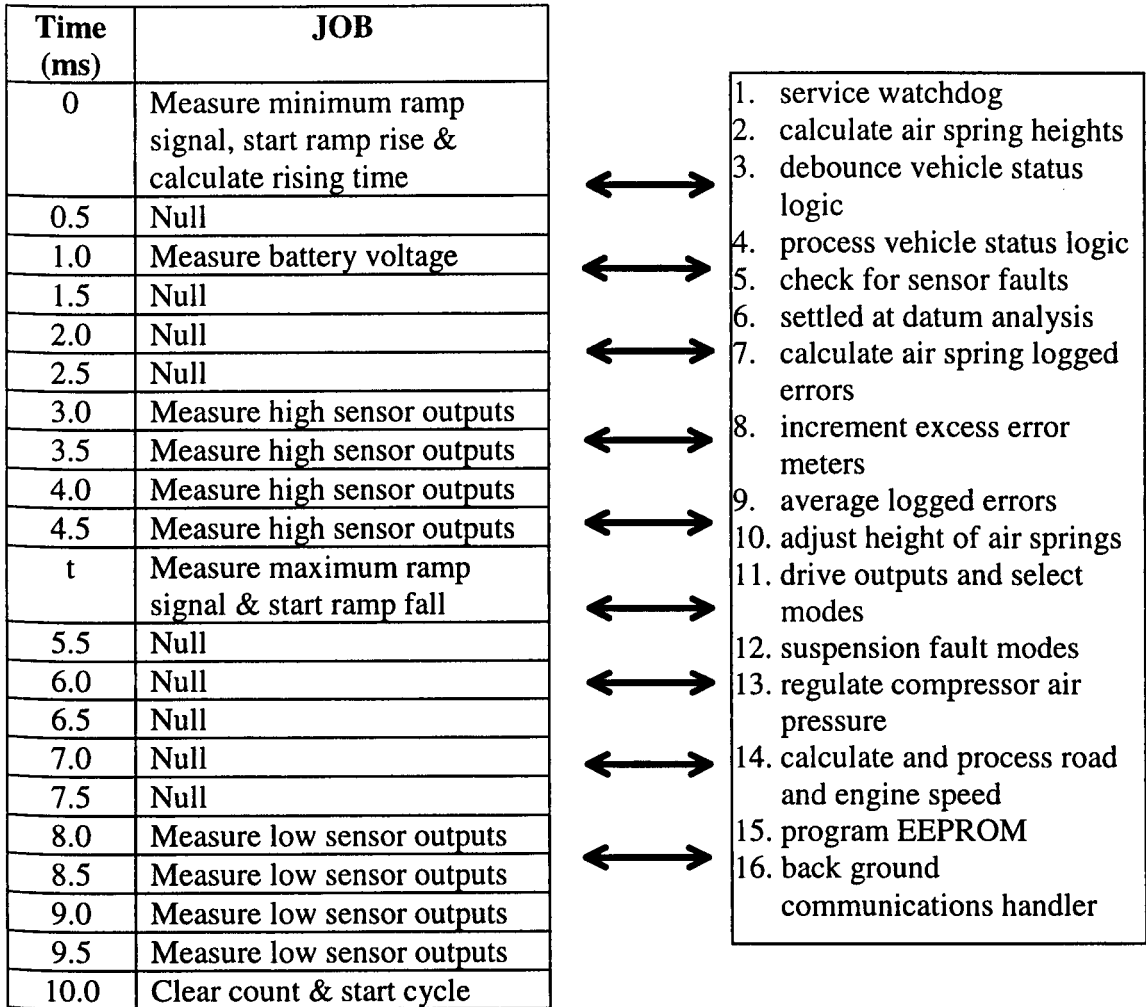 Time (ms) JOB
0 Measure minimum ramp
signal, start ramp rise &
calculate rising time
0.5 Null
1.0 Measure battery voltage
1.5 Null
2.0 Null
2.5 Null
3.0 Measure high sensor outputs
3.5 Measure high sensor outputs
4.0 Measure high sensor outputs
4.5 Measure high sensor outputs
t Measure maximum ramp
signal & start ramp fall
5.5 Null
6.0 Null
6.5 Null
7.0 Null
7.5 Null
8.0 Measure low sensor outputs
8.5 Measure low sensor outputs
9.0 Measure low sensor outputs
9.5 Measure low sensor outputs
10.0 Clear count & start cycle
1. service watchdog
2. calculate air spring heights
3. debounce vehicle status
logic
4. process vehicle status logic
5. check for sensor faults
6. settled at datum analysis
7. calculate air spring logged
errors
8. increment excess error
meters
9. average logged errors
10. adjust height of air springs
11. drive outputs and select
modes
12. suspension fault modes
13. regulate compressor air
pressure
14. calculate and process road
and engine speed
15. program EEPROM
16. back ground
communications handler